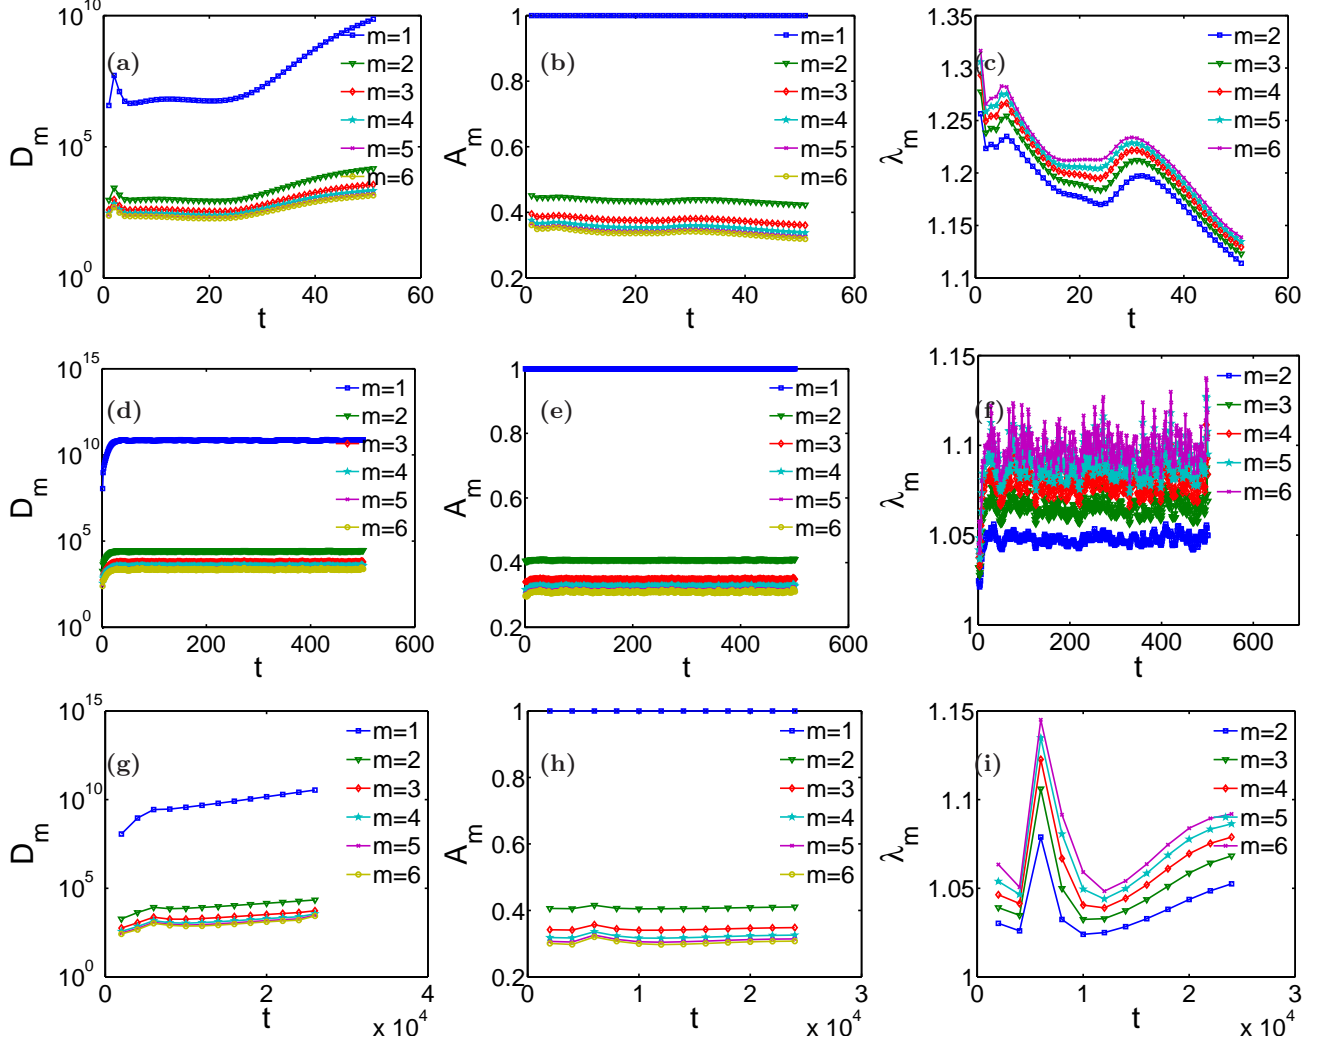 (a)
D_m
10^10
10^5
10^0
0 20 40 60
t
m=1
m=2
m=3
m=4
m=5
m=6
(b)
A_m
1
0.8
0.6
0.4
0.2
0 20 40 60
t
m=1
m=2
m=3
m=4
m=5
m=6
(c)
λ_m
1.35
1.3
1.25
1.2
1.15
1.1
0 20 40 60
t
m=2
m=3
m=4
m=5
m=6
(d)
D_m
10^15
10^10
10^5
10^0
0 200 400 600
t
m=1
m=2
m=3
m=4
m=5
m=6
(e)
A_m
1
0.8
0.6
0.4
0.2
0 200 400 600
t
m=1
m=2
m=3
m=4
m=5
m=6
(f)
λ_m
1.15
1.1
1.05
1
0 200 400 600
t
m=2
m=3
m=4
m=5
m=6
(g)
D_m
10^15
10^10
10^5
10^0
0 2 4
t
x 10^4
m=1
m=2
m=3
m=4
m=5
m=6
(h)
A_m
1
0.8
0.6
0.4
0.2
0 1 2 3
t
x 10^4
m=1
m=2
m=3
m=4
m=5
m=6
(i)
λ_m
1.15
1.1
1.05
1
0 1 2 3
t
x 10^4
m=2
m=3
m=4
m=5
m=6